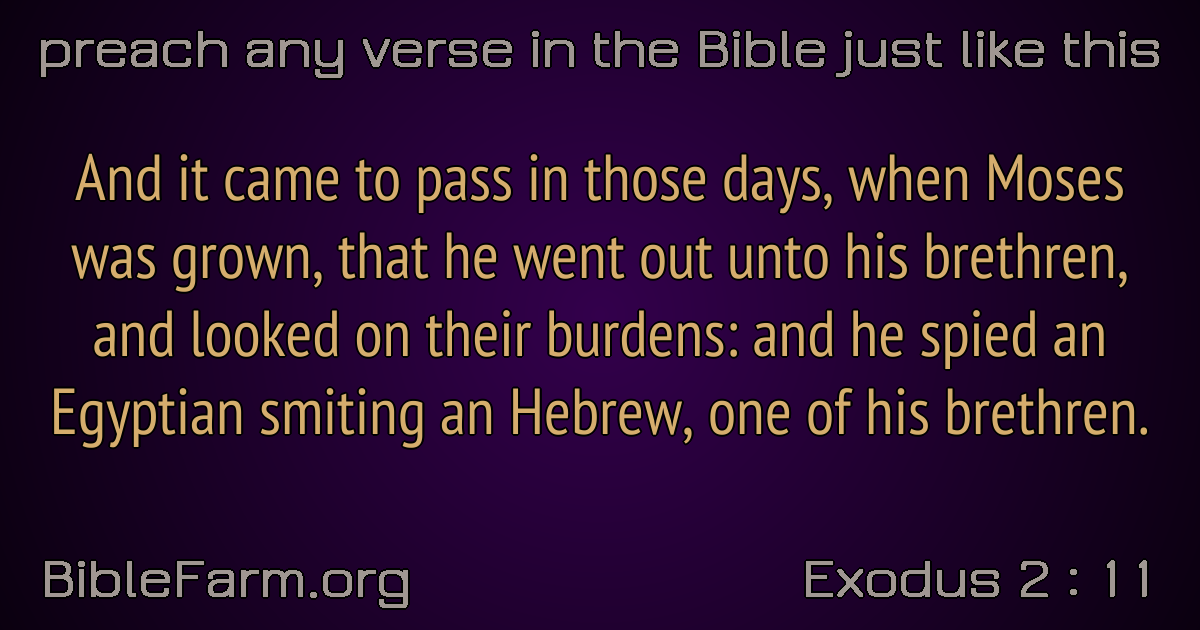 preach any verse in the Bible just like this
And it came to pass in those days, when Moses
was grown, that he went out unto his brethren,
and looked on their burdens: and he spied an
Egyptian smiting an Hebrew, one of his brethren.
BibleFarm.org
Exodus 2 : 11